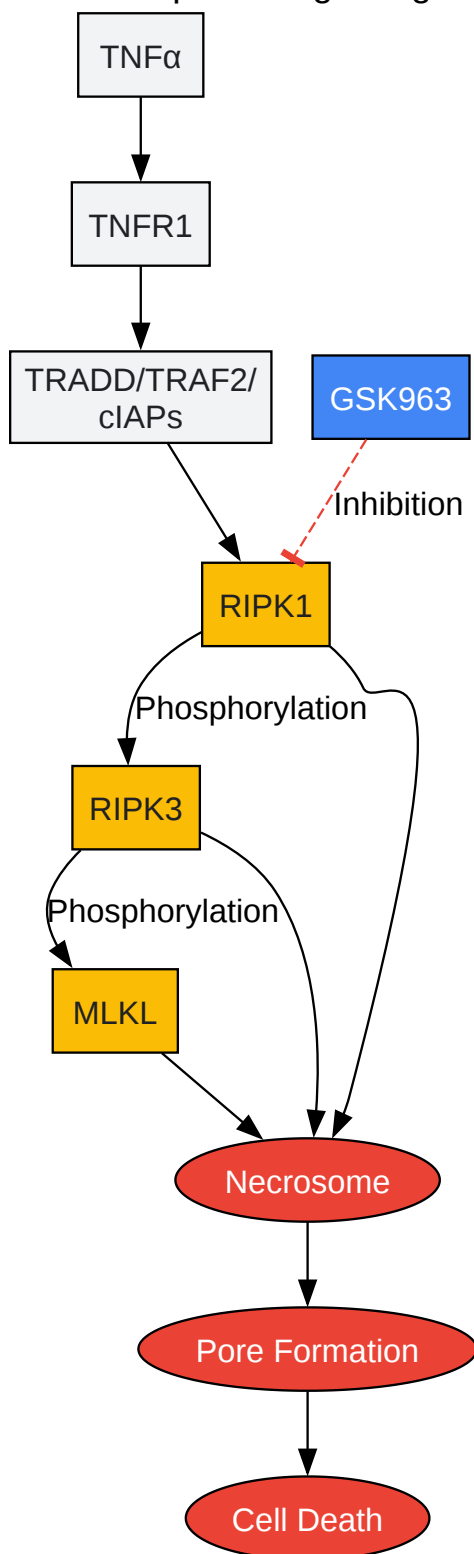 TNFα
TNFR1
TRADD/TRAF2/
cIAPs
GSK963
Inhibition
RIPK1
Phosphorylation
RIPK3
Phosphorylation
MLKL
Necrosome
Pore Formation
Cell Death